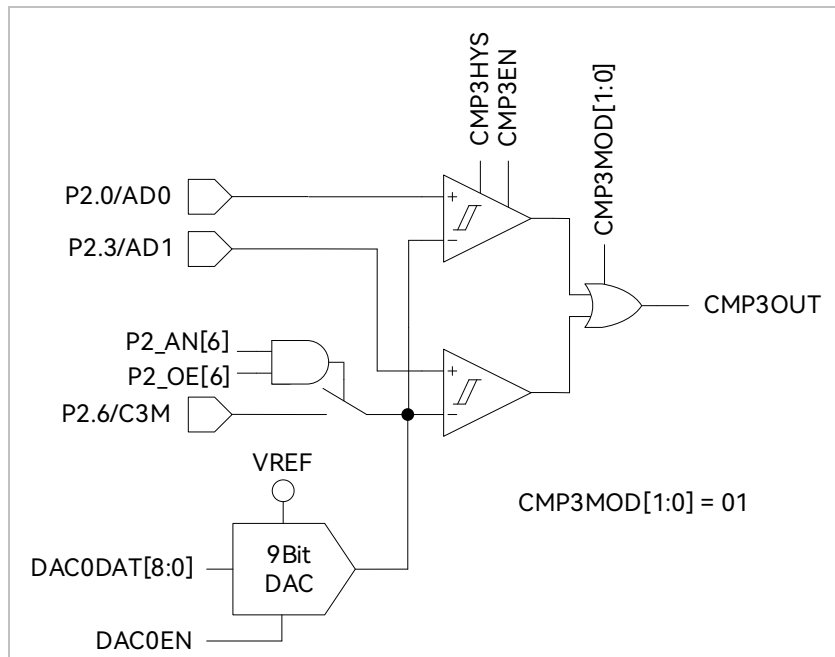 CMP3HYS
CMP3EN
CMP3MOD[1:0]
P2.0/AD0
+
-
P2.3/AD1
CMP3OUT
P2_AN[6]
P2_OE[6]
+
P2.6/C3M
-
VREF
CMP3MOD[1:0] = 01
DAC0DAT[8:0]
9Bit
DAC
DAC0EN